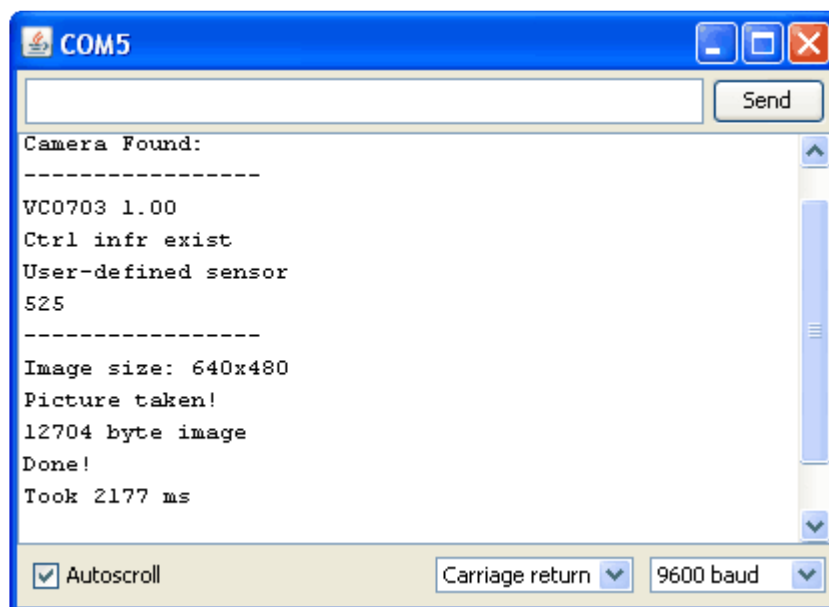 COM5
Send
Camera Found:
-----------------
VC0703 1.00
Ctrl infr exist
User-defined sensor
525
-----------------
Image size: 640x480
Picture taken!
12704 byte image
Done!
Took 2177 ms
Autoscroll
Carriage return
9600 baud